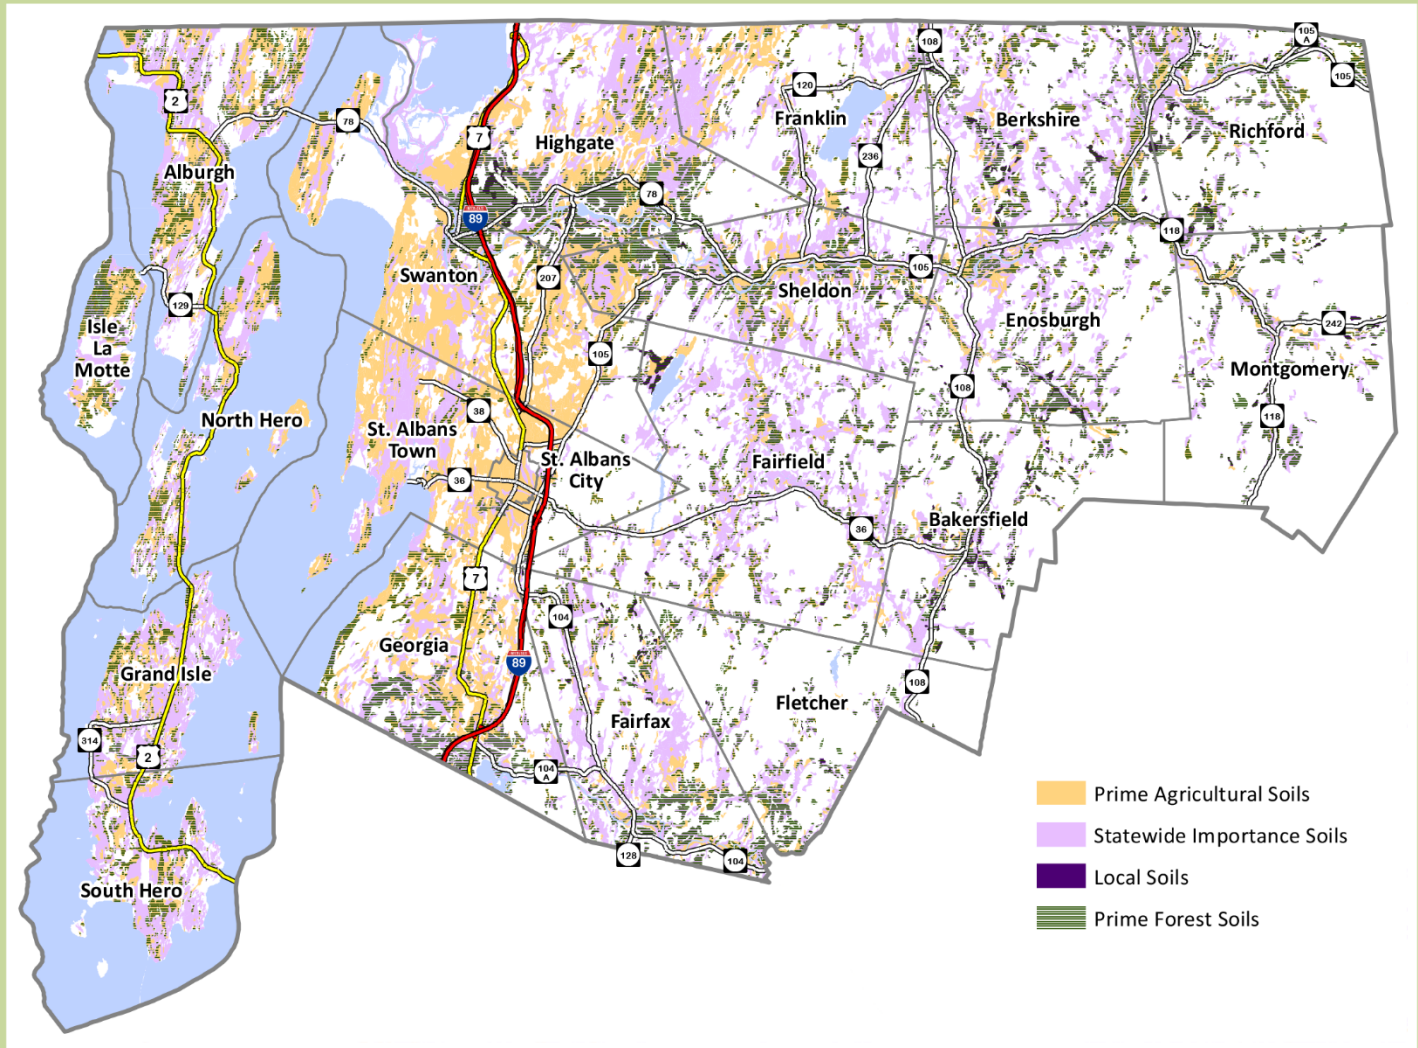 108
105
A
105
120
2
78
7
Franklin
Berkshire
Richford
Highgate
236
Alburgh
78
89
118
Swanton
207
105
Sheldon
129
Isle
La
Motte
Enosburgh
242
105
Montgomery
108
38
118
North Hero
St. Albans
Town
St. Albans
City
36
Fairfield
36
Bakersfield
7
104
Georgia
89
Grand Isle
108
Fletcher
Fairfax
314
2
104
A
128
104
South Hero
Prime Agricultural Soils
Statewide Importance Soils
Local Soils
Prime Forest Soils